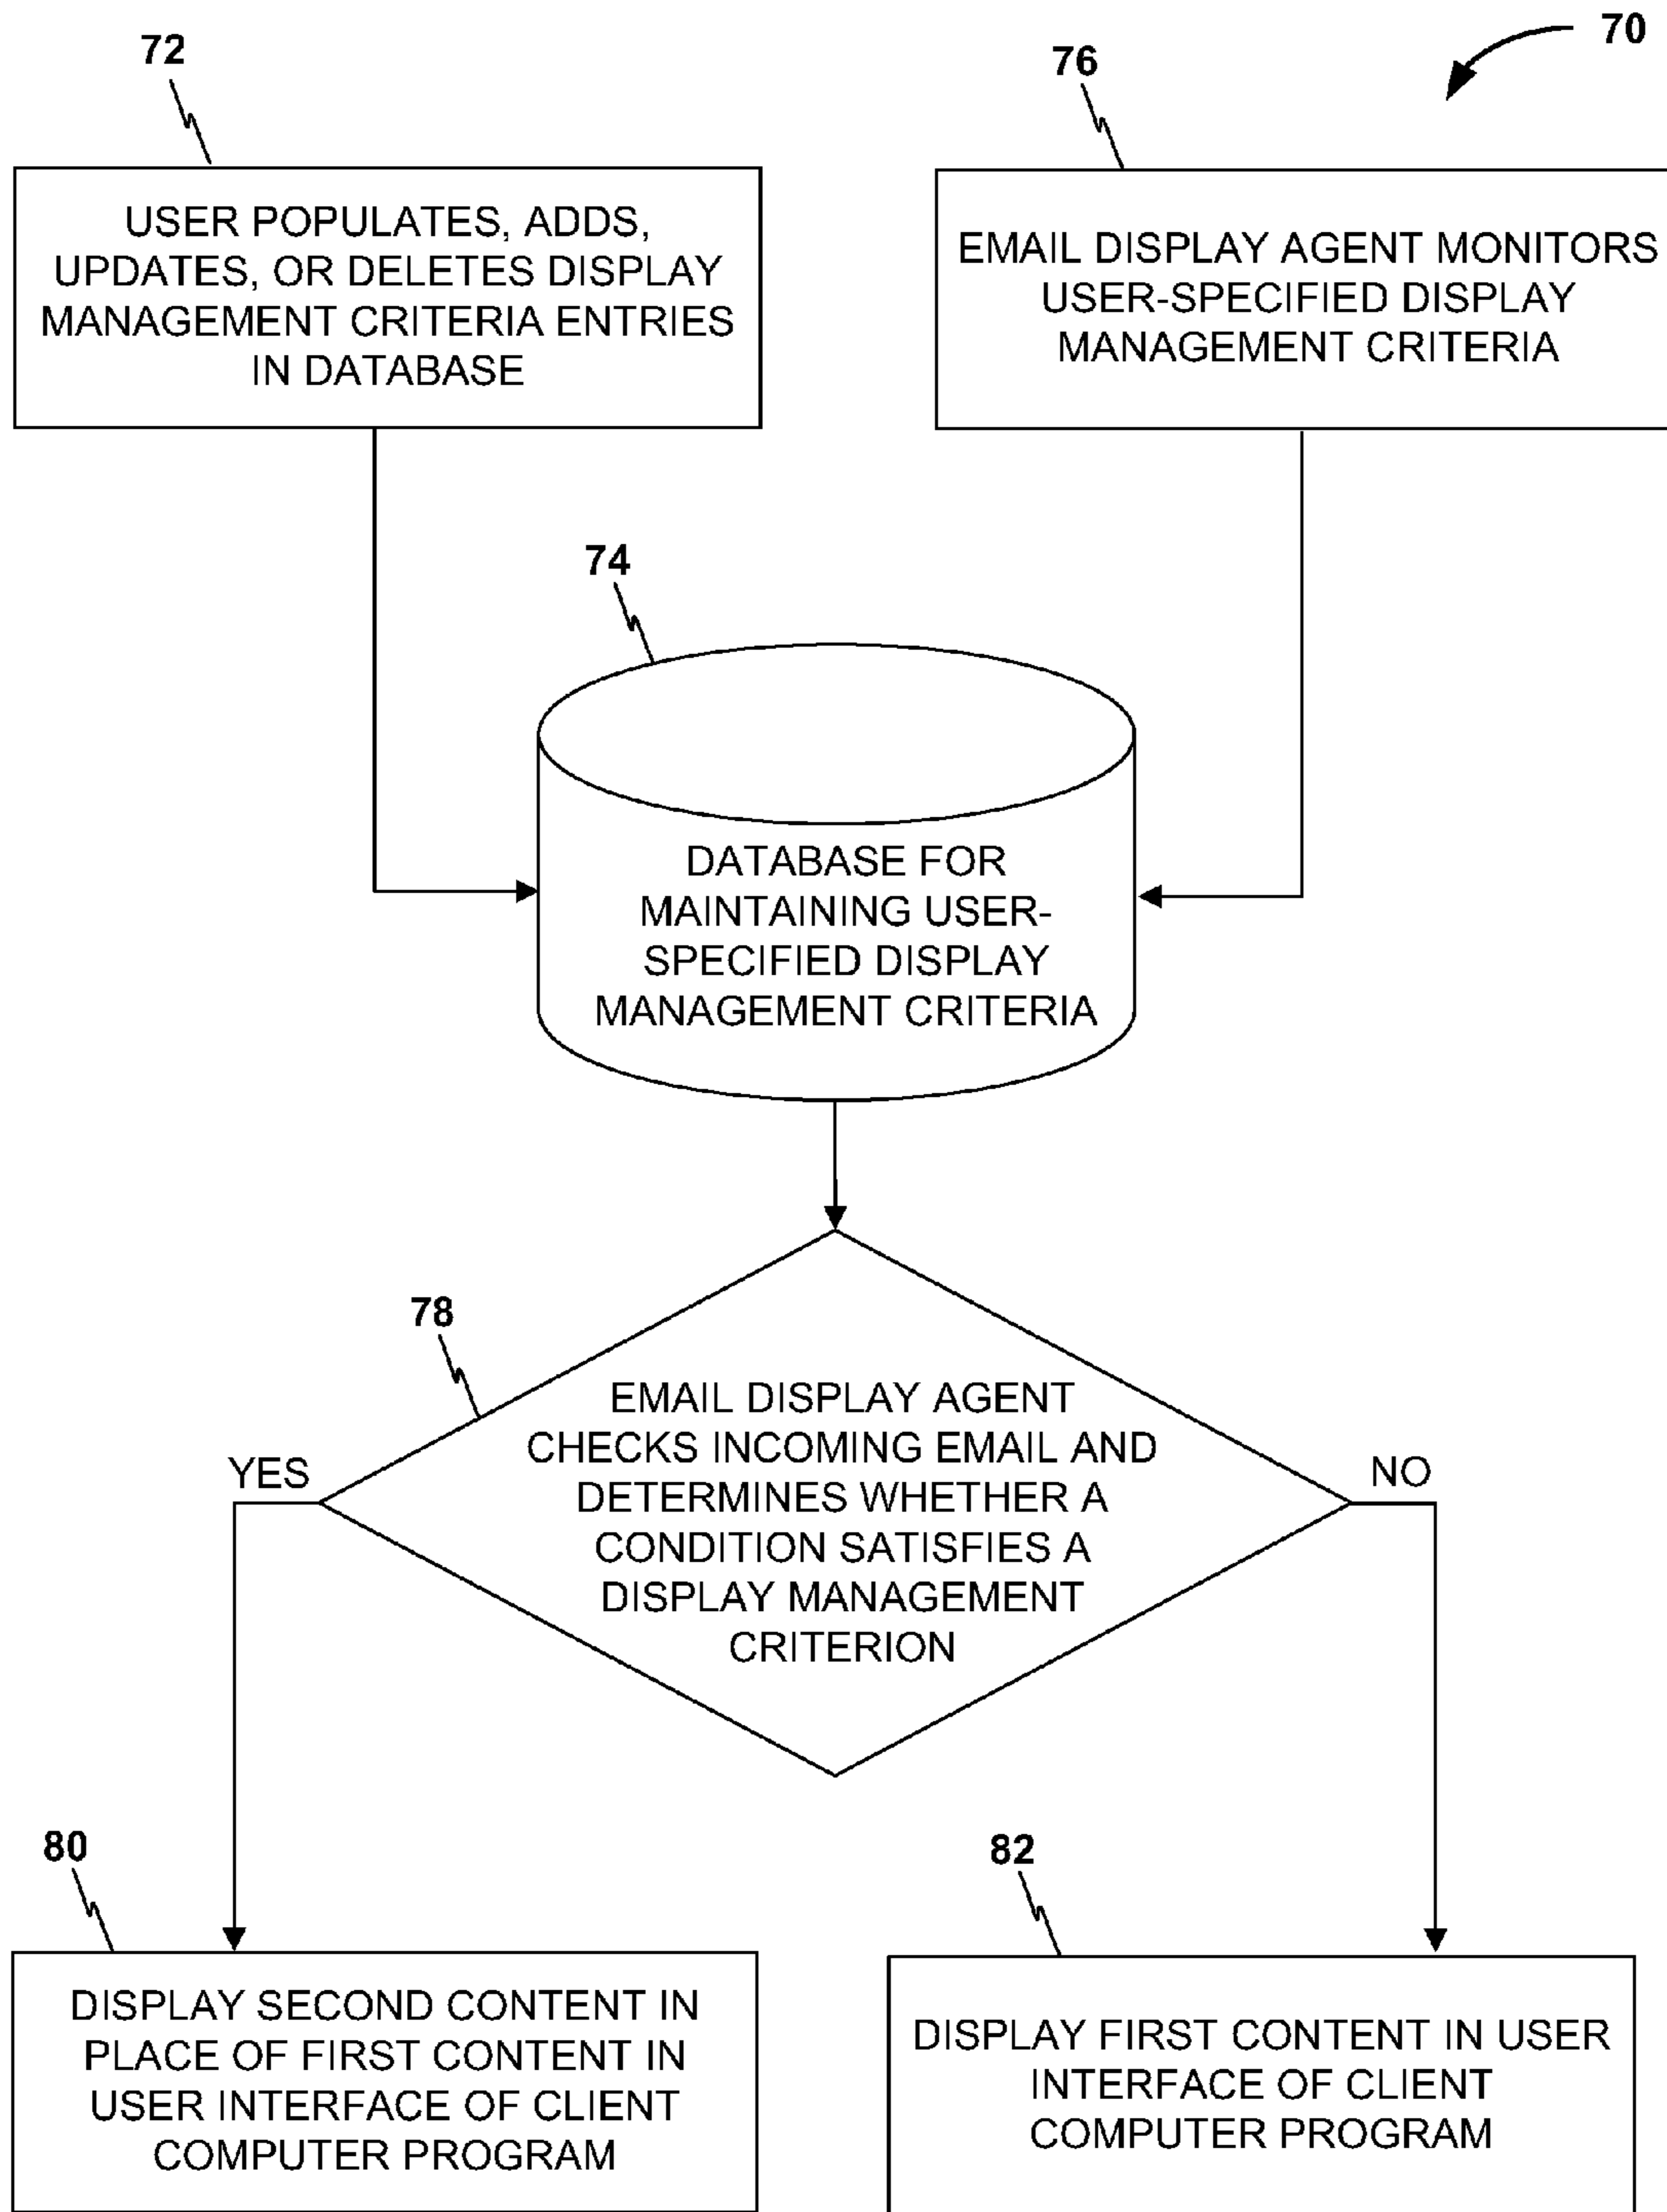 70
72
USER POPULATES, ADDS,
UPDATES, OR DELETES DISPLAY
MANAGEMENT CRITERIA ENTRIES
IN DATABASE
76
EMAIL DISPLAY AGENT MONITORS
USER-SPECIFIED DISPLAY
MANAGEMENT CRITERIA
74
DATABASE FOR
MAINTAINING USER-
SPECIFIED DISPLAY
MANAGEMENT CRITERIA
78
EMAIL DISPLAY AGENT
CHECKS INCOMING EMAIL AND
DETERMINES WHETHER A
CONDITION SATISFIES A
DISPLAY MANAGEMENT
CRITERION
YES
NO
80
DISPLAY SECOND CONTENT IN
PLACE OF FIRST CONTENT IN
USER INTERFACE OF CLIENT
COMPUTER PROGRAM
82
DISPLAY FIRST CONTENT IN USER
INTERFACE OF CLIENT
COMPUTER PROGRAM